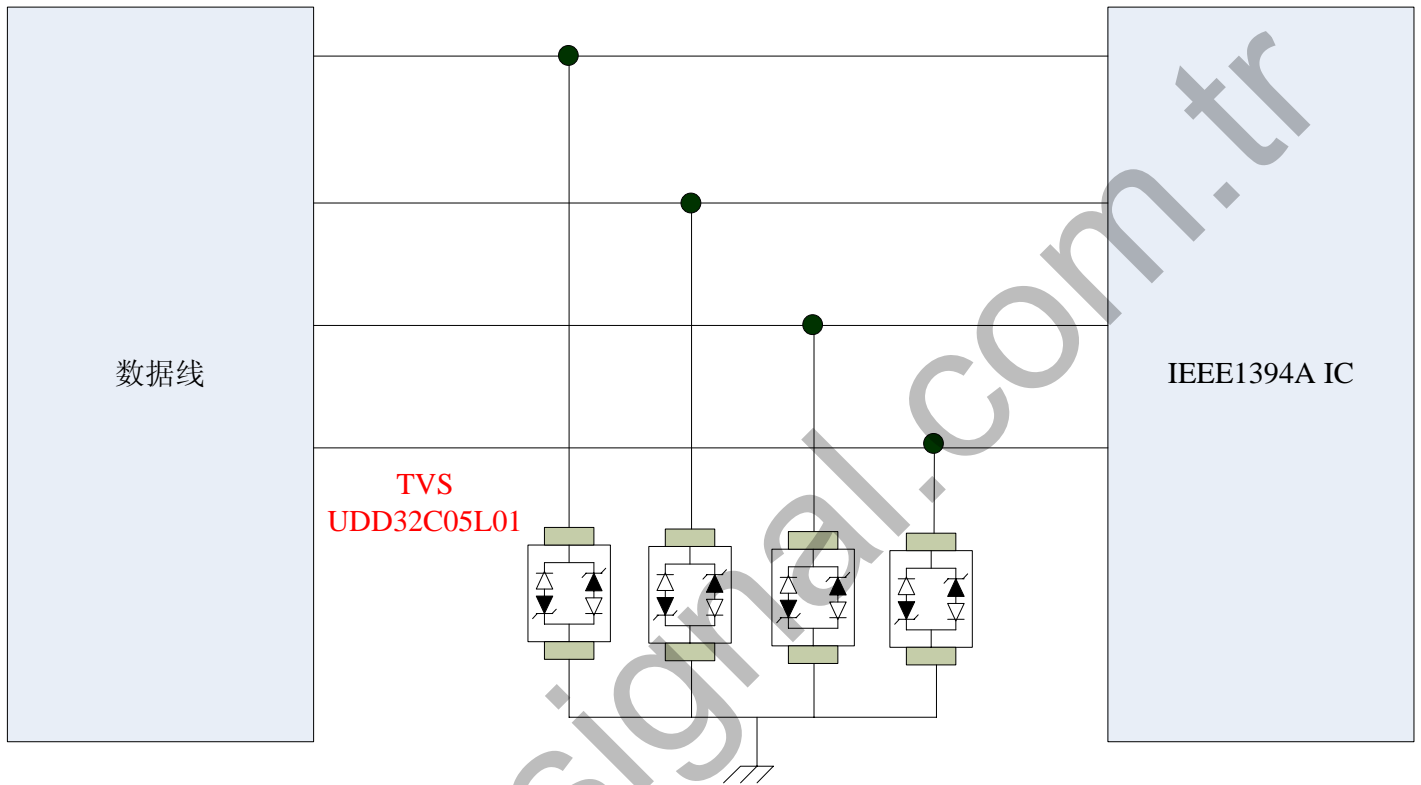 数据线
IEEE1394A IC
TVS
UDD32C05L01
signal.com.tr